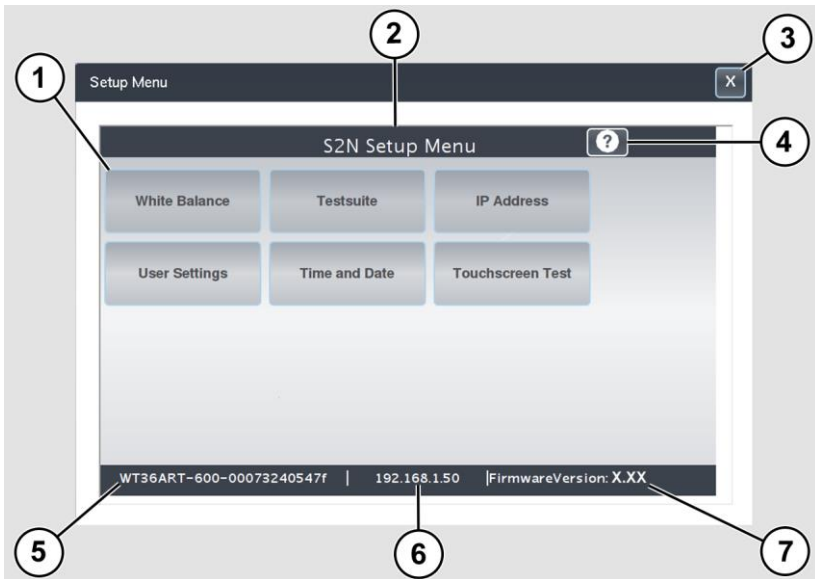 2
3
1
Setup Menu X
S2N Setup Menu ?
4
White Balance Testsuite IP Address
User Settings Time and Date Touchscreen Test
WT36ART-600-00073240547f | 192.168.1.50 |FirmwareVersion: X.XX
5 6 7